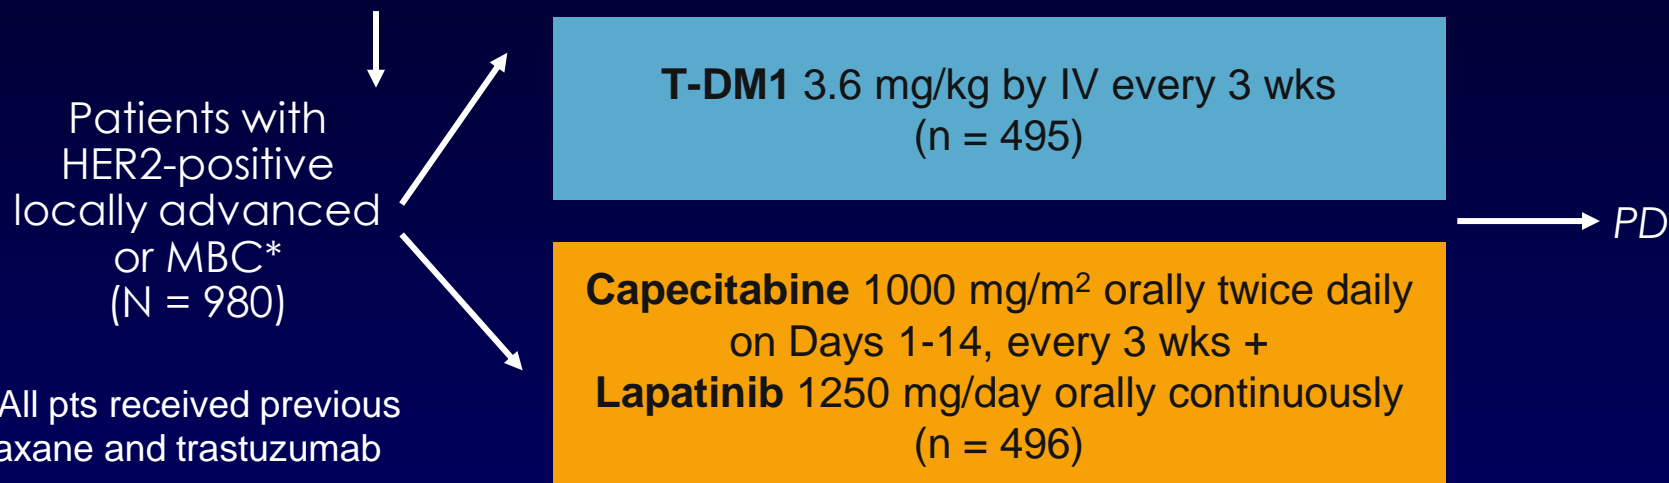 Patients with
HER2-positive
locally advanced
or MBC*
(N = 980)
All pts received previous
axane and trastuzumab
T-DM1 3.6 mg/kg by IV every 3 wks
(n = 495)
Capecitabine 1000 mg/m² orally twice daily
on Days 1-14, every 3 wks +
Lapatinib 1250 mg/day orally continuously
(n = 496)
PD